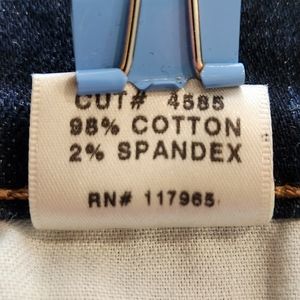 CUT# 4585
98% COTTON
2% SPANDEX
RN# 117965